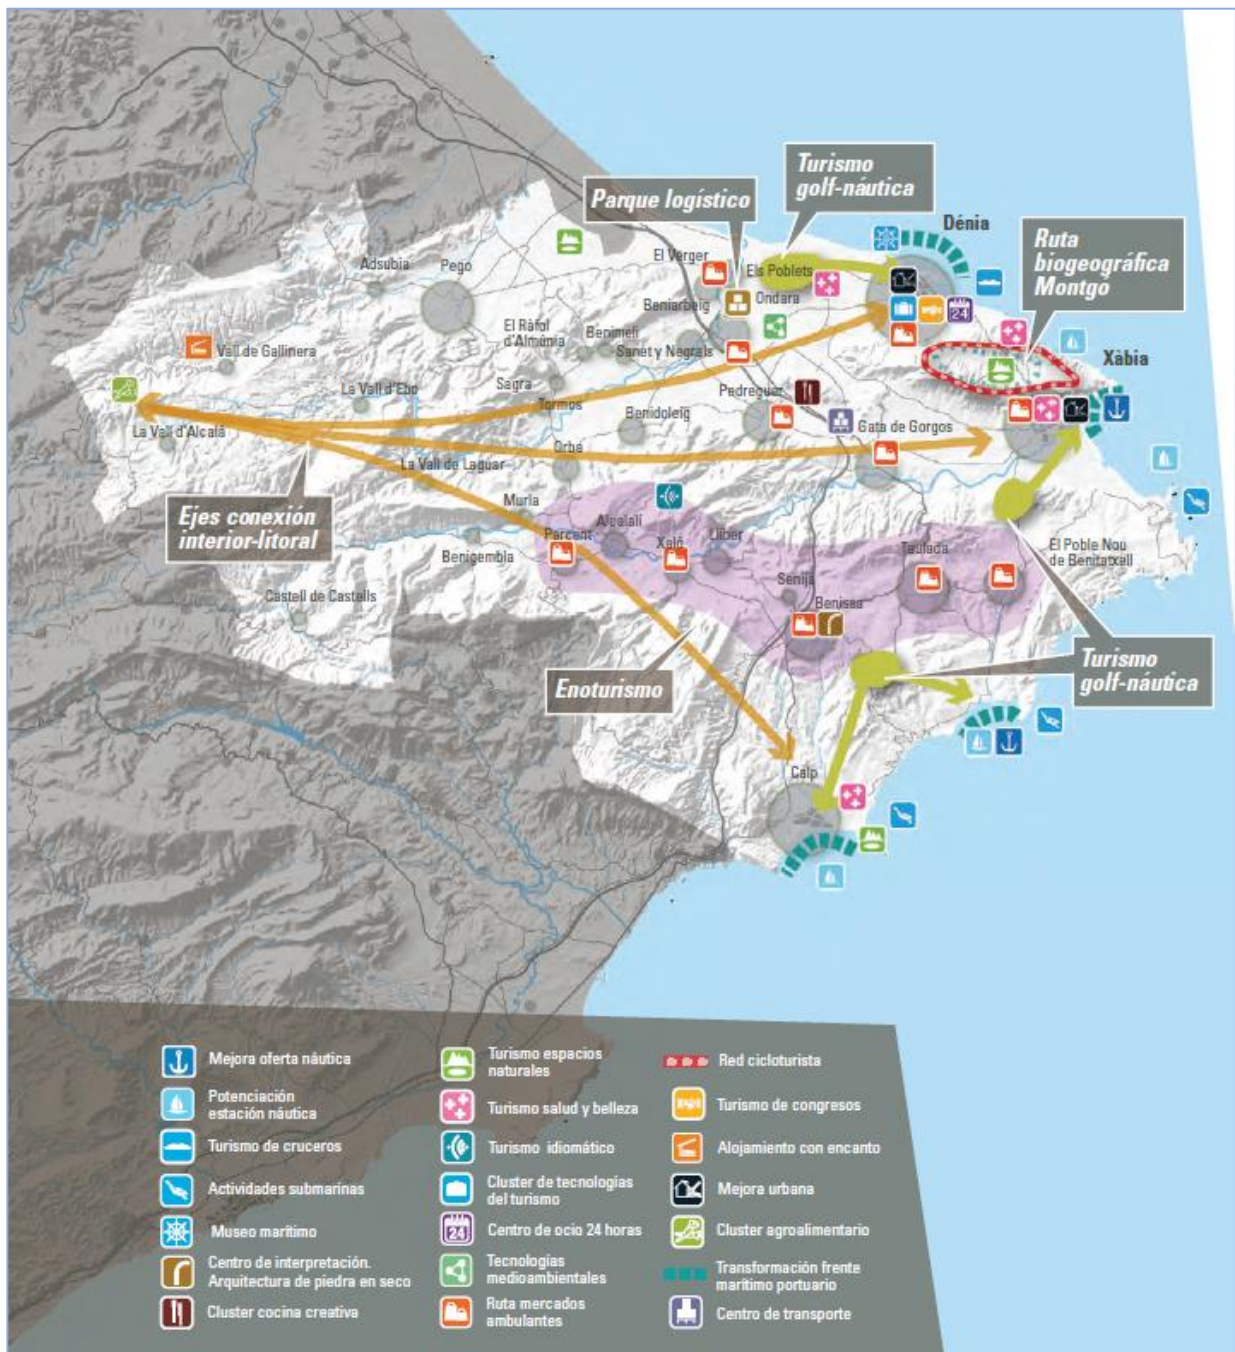 Turismo
golf-náutica
Parque logístico
Dénia
Ruta
biogeográfica
Montgó
El Verger
Els Poblets
Adsubia
Pego
Beniarbeig
Ondara
24
El Ràfol
d'Almúnia
Benimeli
Sanet y Negrals
Xàbia
Vall de Gallinera
Sagra
La Vall d'Ebo
Tormos
Pedreguer
Benidoleig
Gata de Gorgos
La Vall d'Alcalà
Orba
La Vall de Laguar
Ejes conexión
interior-litoral
Murla
Alcalalí
Parcent
Xaló
Llíber
Teulada
El Poble Nou
de Benitatxell
Benigembla
Senija
Castell de Castells
Benissa
Enoturismo
Turismo
golf-náutica
Calp
Mejora oferta náutica
Potenciación
estación náutica
Turismo de cruceros
Actividades submarinas
Museo marítimo
Centro de interpretación.
Arquitectura de piedra en seco
Cluster cocina creativa
Turismo espacios
naturales
Turismo salud y belleza
Turismo idiomático
Cluster de tecnologías
del turismo
24
Centro de ocio 24 horas
Tecnologías
medioambientales
Ruta mercados
ambulantes
Red cicloturista
Turismo de congresos
Alojamiento con encanto
Mejora urbana
Cluster agroalimentario
Transformación frente
marítimo portuario
Centro de transporte